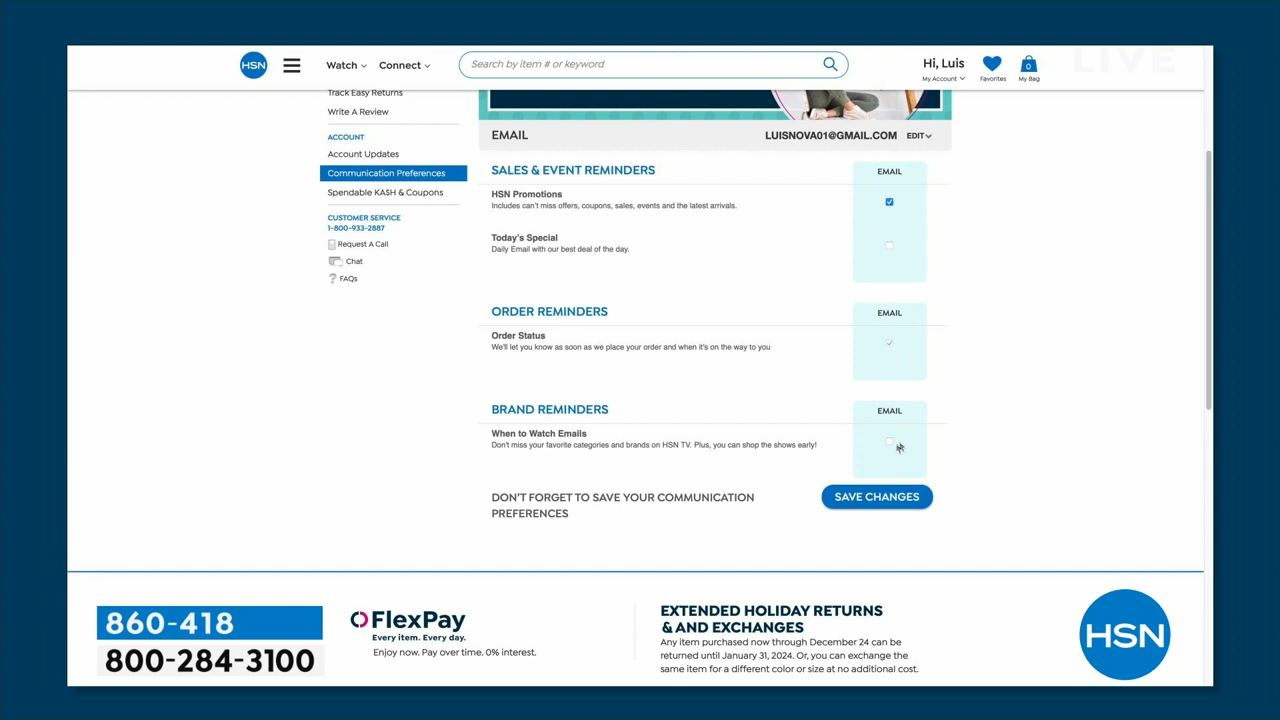 LIVE
HSN
Watch
Connect
Search by item # or keyword
Hi, Luis
My Account
Favorites
0
My Bag
Track Easy Returns
Write A Review
ACCOUNT
Account Updates
Communication Preferences
Spendable KA$H & Coupons
CUSTOMER SERVICE
1-800-933-2887
Request A Call
Chat
FAQs
EMAIL
LUISNOVA01@GMAIL.COM
EDIT
SALES & EVENT REMINDERS
EMAIL
HSN Promotions
Includes can't miss offers, coupons, sales, events and the latest arrivals.
Today's Special
Daily Email with our best deal of the day.
ORDER REMINDERS
EMAIL
Order Status
We'll let you know as soon as we place your order and when it's on the way to you
BRAND REMINDERS
EMAIL
When to Watch Emails
Don't miss your favorite categories and brands on HSN TV. Plus, you can shop the shows early!
DON'T FORGET TO SAVE YOUR COMMUNICATION
PREFERENCES
SAVE CHANGES
860-418
800-284-3100
FlexPay
Every item. Every day.
Enjoy now. Pay over time. 0% interest.
EXTENDED HOLIDAY RETURNS
& AND EXCHANGES
Any item purchased now through December 24 can be
returned until January 31, 2024. Or, you can exchange the
same item for a different color or size at no additional cost.
HSN